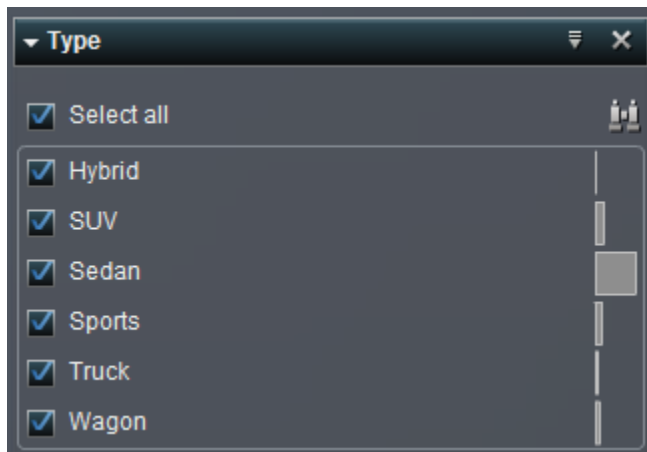 Type
Select all
Hybrid
SUV
Sedan
Sports
Truck
Wagon